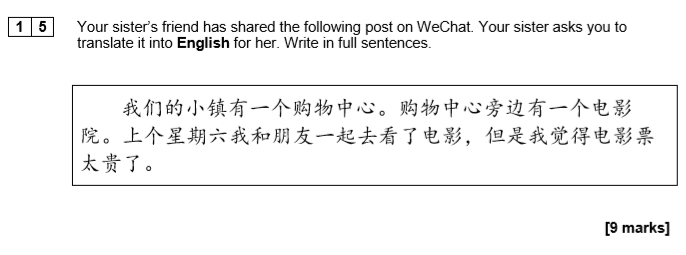 1 5 Your sister's friend has shared the following post on WeChat. Your sister asks you to
translate it into English for her. Write in full sentences.
我们的小镇有一个购物中心。购物中心旁边有一个电影
院。上个星期六我和朋友一起去看了电影，但是我觉得电影票
太贵了。
[9 marks]